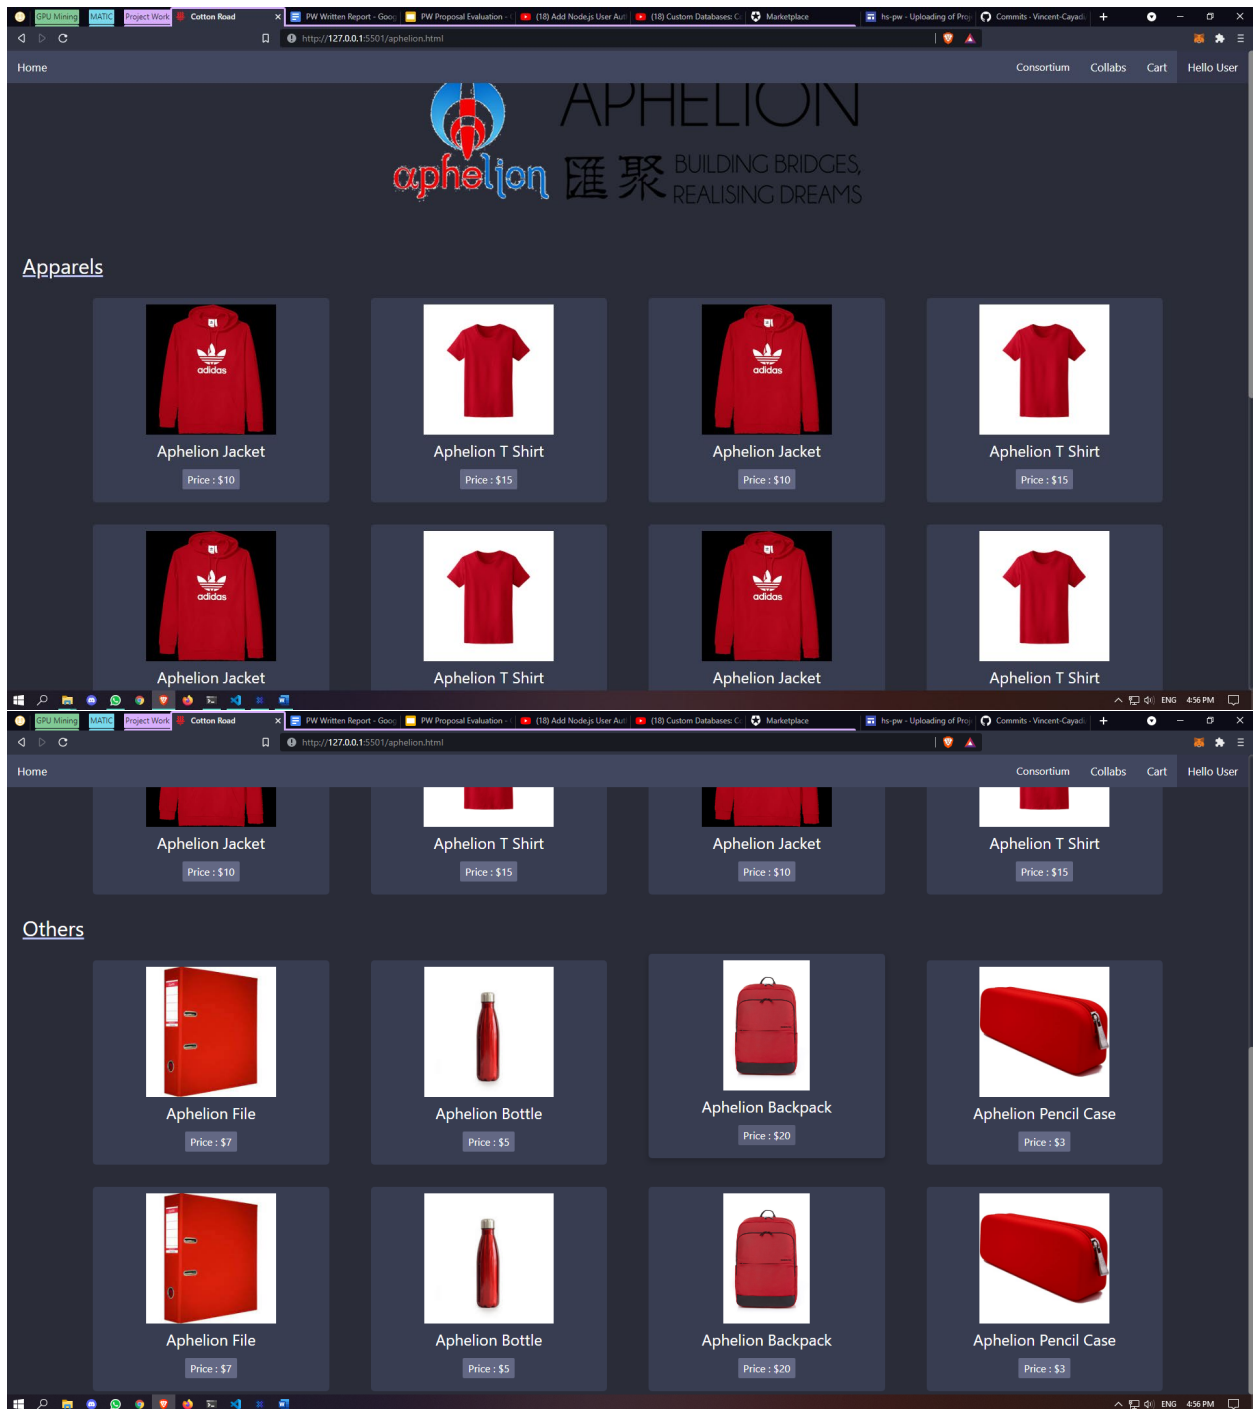 GPU Mining MATIC Project Work Cotton Road PW Written Report - Goog PW Proposal Evaluation - (18) Add Node.js User Aut (18) Custom Databases: Co Marketplace hs-pw - Uploading of Proj Commits · Vincent-Cayad
http://127.0.0.1:5501/aphelion.html
Home Consortium Collabs Cart Hello User
APHELION
aphelion 匯聚 BUILDING BRIDGES,
REALISING DREAMS
Apparels
adidas adidas
Aphelion Jacket Aphelion T Shirt Aphelion Jacket Aphelion T Shirt
Price : $10 Price : $15 Price : $10 Price : $15
adidas adidas
Aphelion Jacket Aphelion T Shirt Aphelion Jacket Aphelion T Shirt
ENG 4:56 PM
GPU Mining MATIC Project Work Cotton Road PW Written Report - Goog PW Proposal Evaluation - (18) Add Node.js User Aut (18) Custom Databases: Co Marketplace hs-pw - Uploading of Proj Commits · Vincent-Cayad
http://127.0.0.1:5501/aphelion.html
Home Consortium Collabs Cart Hello User
Aphelion Jacket Aphelion T Shirt Aphelion Jacket Aphelion T Shirt
Price : $10 Price : $15 Price : $10 Price : $15
Others
Aphelion File Aphelion Bottle Aphelion Backpack Aphelion Pencil Case
Price : $7 Price : $5 Price : $20 Price : $3
Aphelion File Aphelion Bottle Aphelion Backpack Aphelion Pencil Case
Price : $7 Price : $5 Price : $20 Price : $3
ENG 4:56 PM